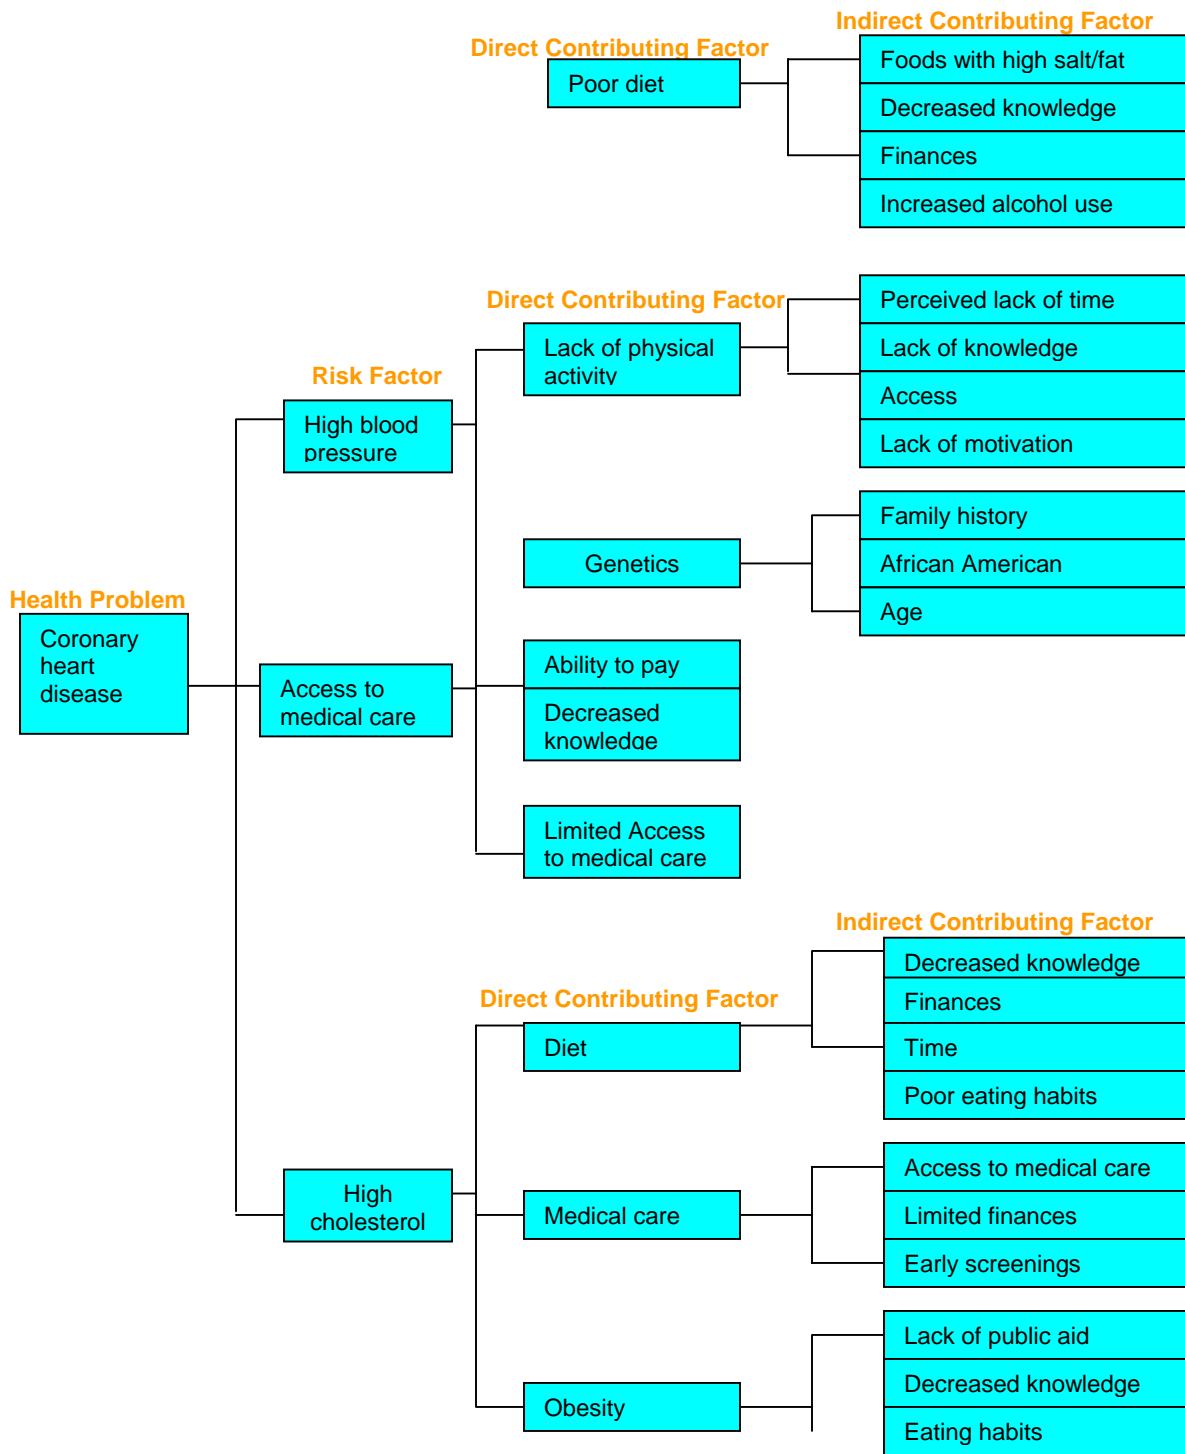 Indirect Contributing Factor
Direct Contributing Factor
Poor diet
Foods with high salt/fat
Decreased knowledge
Finances
Increased alcohol use
Direct Contributing Factor
Perceived lack of time
Lack of physical
activity
Lack of knowledge
Access
Lack of motivation
Risk Factor
High blood
pressure
Family history
Genetics
African American
Age
Health Problem
Coronary
heart
disease
Access to
medical care
Ability to pay
Decreased
knowledge
Limited Access
to medical care
Indirect Contributing Factor
Decreased knowledge
Direct Contributing Factor
Finances
Diet
Time
Poor eating habits
High
cholesterol
Access to medical care
Medical care
Limited finances
Early screenings
Lack of public aid
Decreased knowledge
Obesity
Eating habits